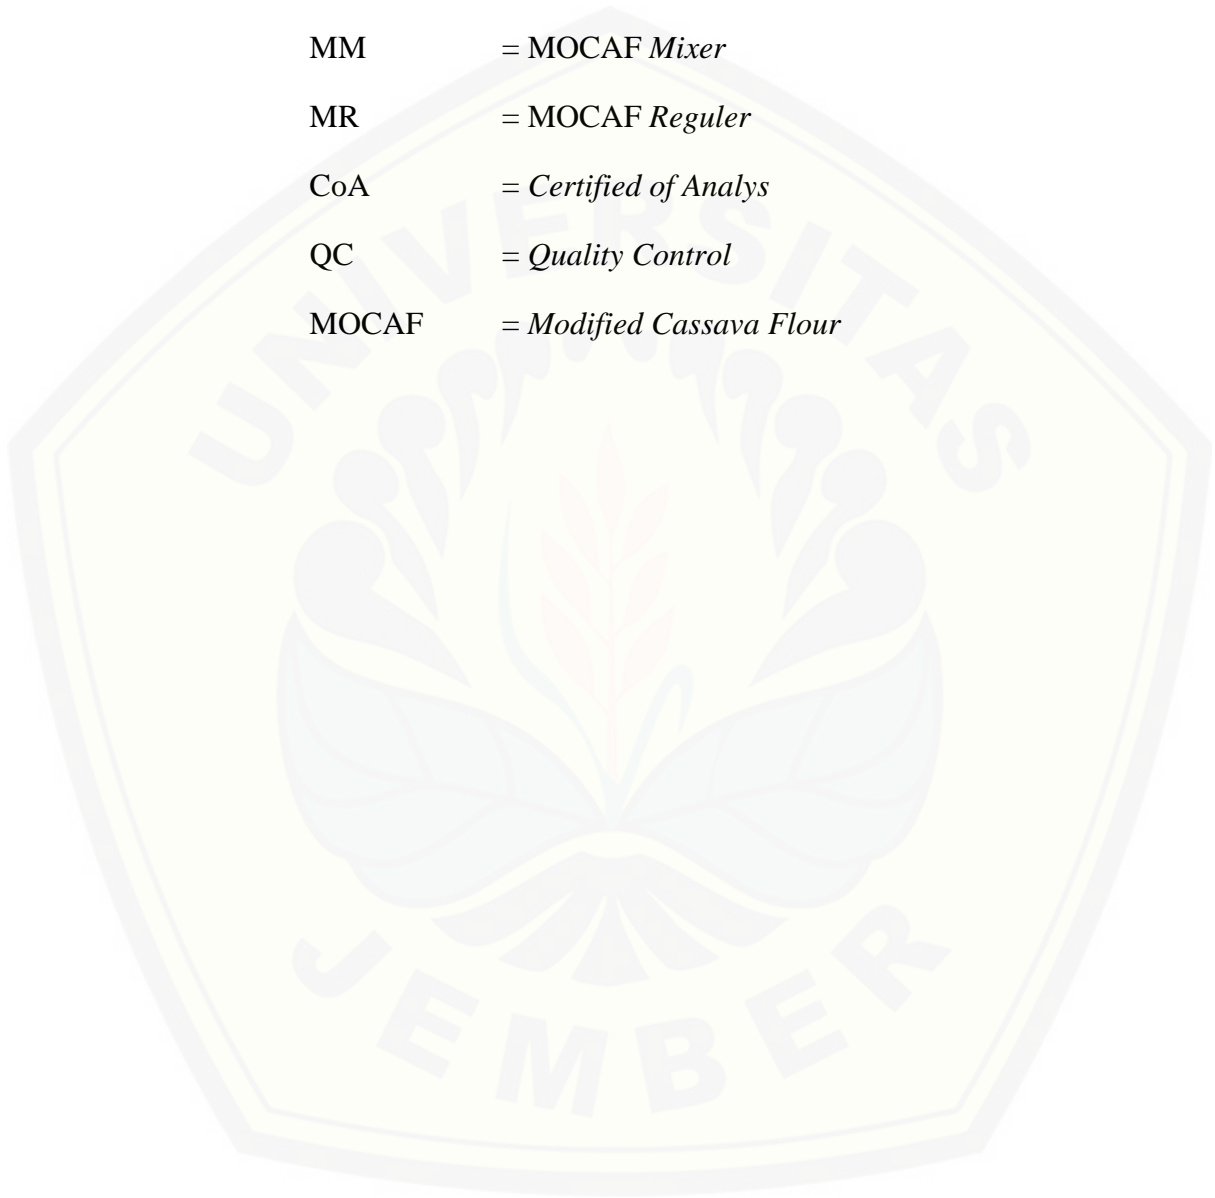 MM = MOCAF Mixer
MR = MOCAF Reguler
CoA = Certified of Analys
QC = Quality Control
MOCAF = Modified Cassava Flour
UNIVERSITAS
JEMBER